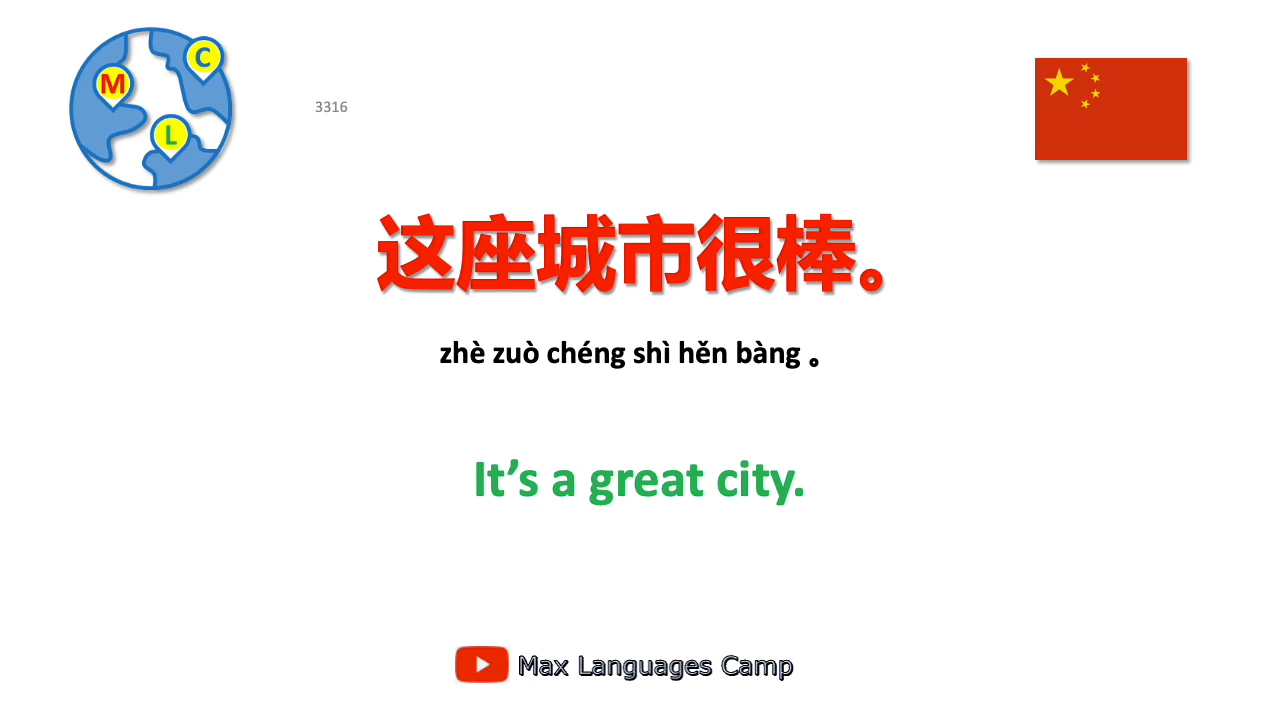 C
M
L
3316
这座城市很棒。
zhè zuò chéng shì hěn bàng 。
It’s a great city.
Max Languages Camp